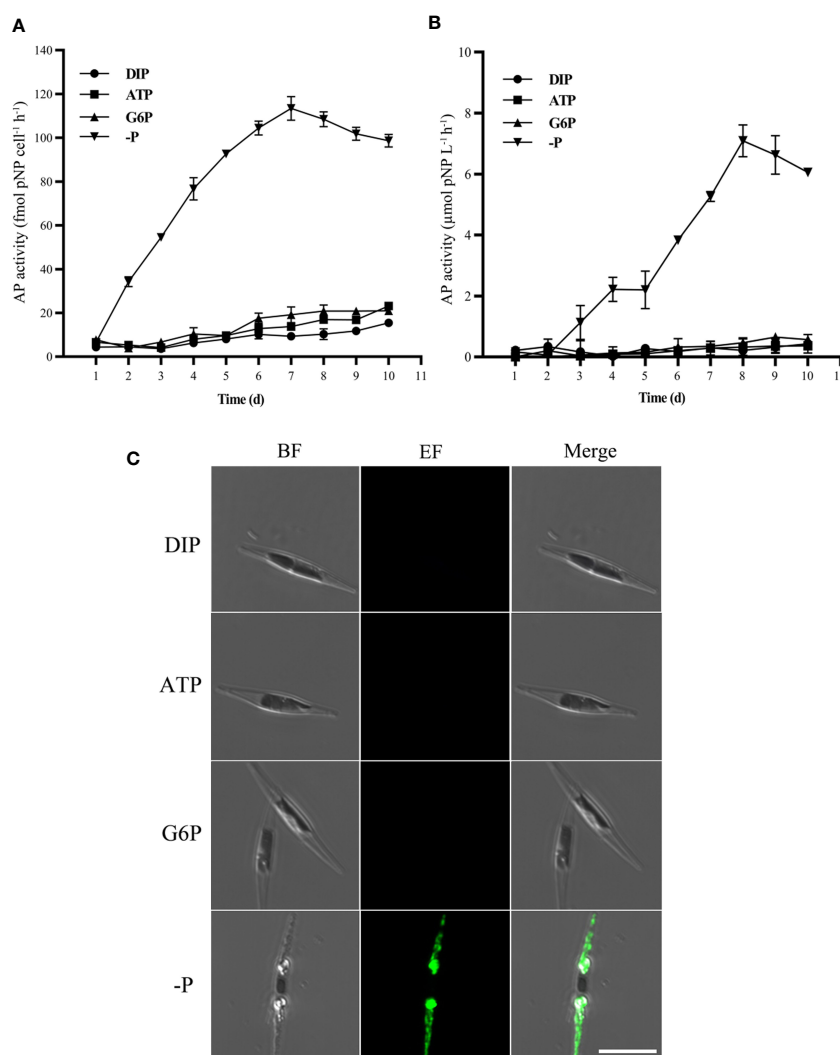 A
DIP
ATP
G6P
-P
AP activity (fmol pNP cell⁻¹ h⁻¹)
140
120
100
80
60
40
20
0
1 2 3 4 5 6 7 8 9 10 11
Time (d)
B
DIP
ATP
G6P
-P
AP activity (μmol pNP L⁻¹ h⁻¹)
10
8
6
4
2
0
1 2 3 4 5 6 7 8 9 10
Time (d)
C
BF EF Merge
DIP
ATP
G6P
-P